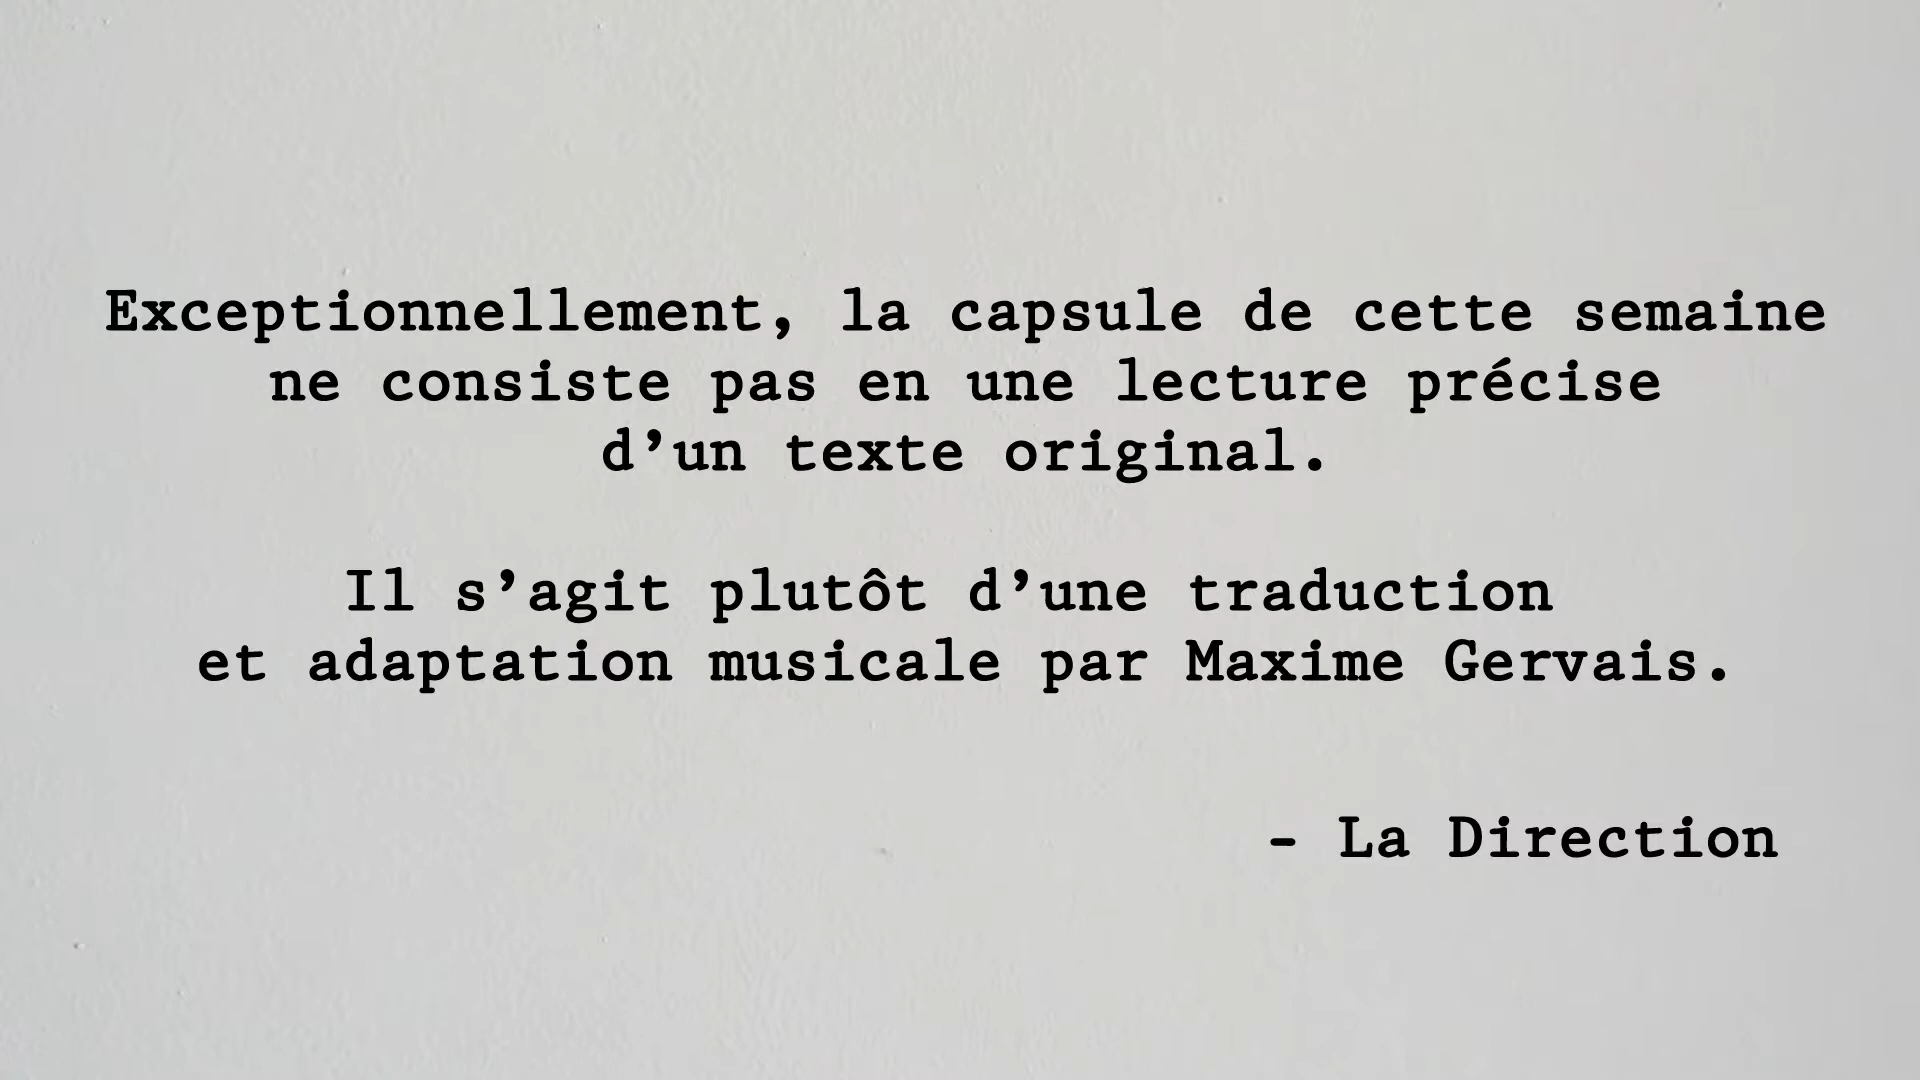 Exceptionnellement, la capsule de cette semaine
ne consiste pas en une lecture précise
d’un texte original.
Il s’agit plutôt d’une traduction
et adaptation musicale par Maxime Gervais.
- La Direction